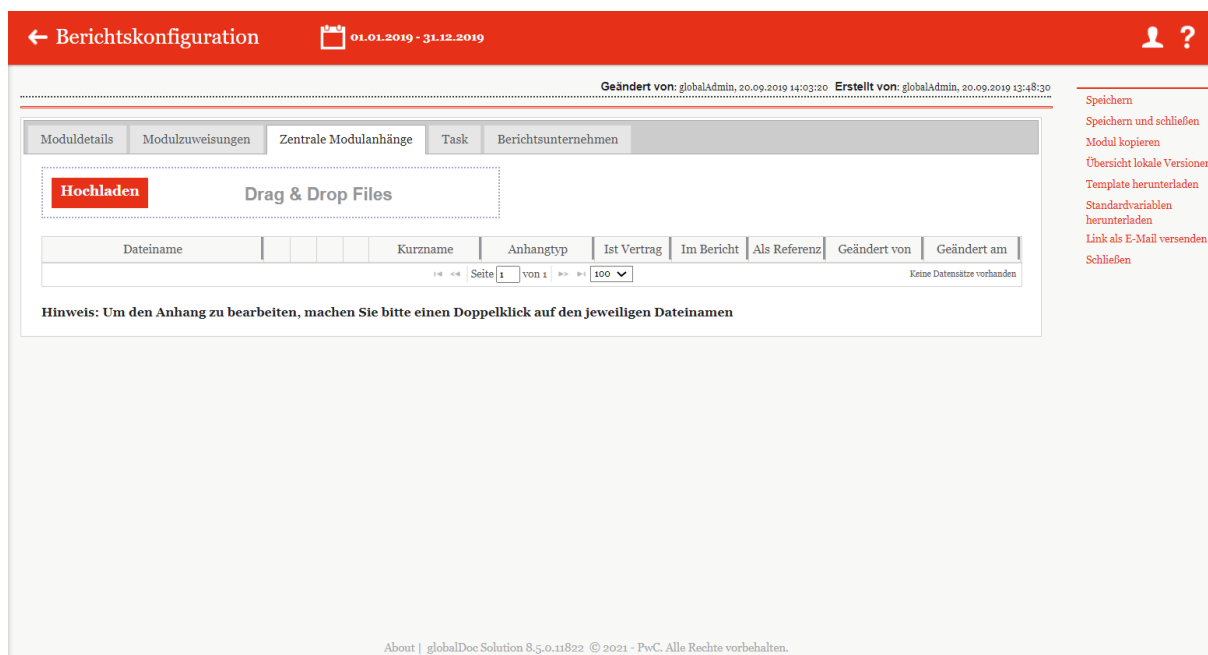 Berichtskonfiguration 01.01.2019 - 31.12.2019 ?
Geändert von: globalAdmin, 20.09.2019 14:03:20 Erstellt von: globalAdmin, 20.09.2019 13:48:30
Moduldetails Modulzuweisungen Zentrale Modulanhänge Task Berichtsunternehmen
Hochladen Drag & Drop Files
Dateiname Kurzname Anhangtyp Ist Vertrag Im Bericht Als Referenz Geändert von Geändert am
Seite 1 von 1 100 Keine Datensätze vorhanden
Hinweis: Um den Anhang zu bearbeiten, machen Sie bitte einen Doppelklick auf den jeweiligen Dateinamen
Speichern
Speichern und schließen
Modul kopieren
Übersicht lokale Versionen
Template herunterladen
Standardvariablen
herunterladen
Link als E-Mail versenden
Schließen
About | globalDoc Solution 8.5.0.11822 © 2021 - PwC. Alle Rechte vorbehalten.